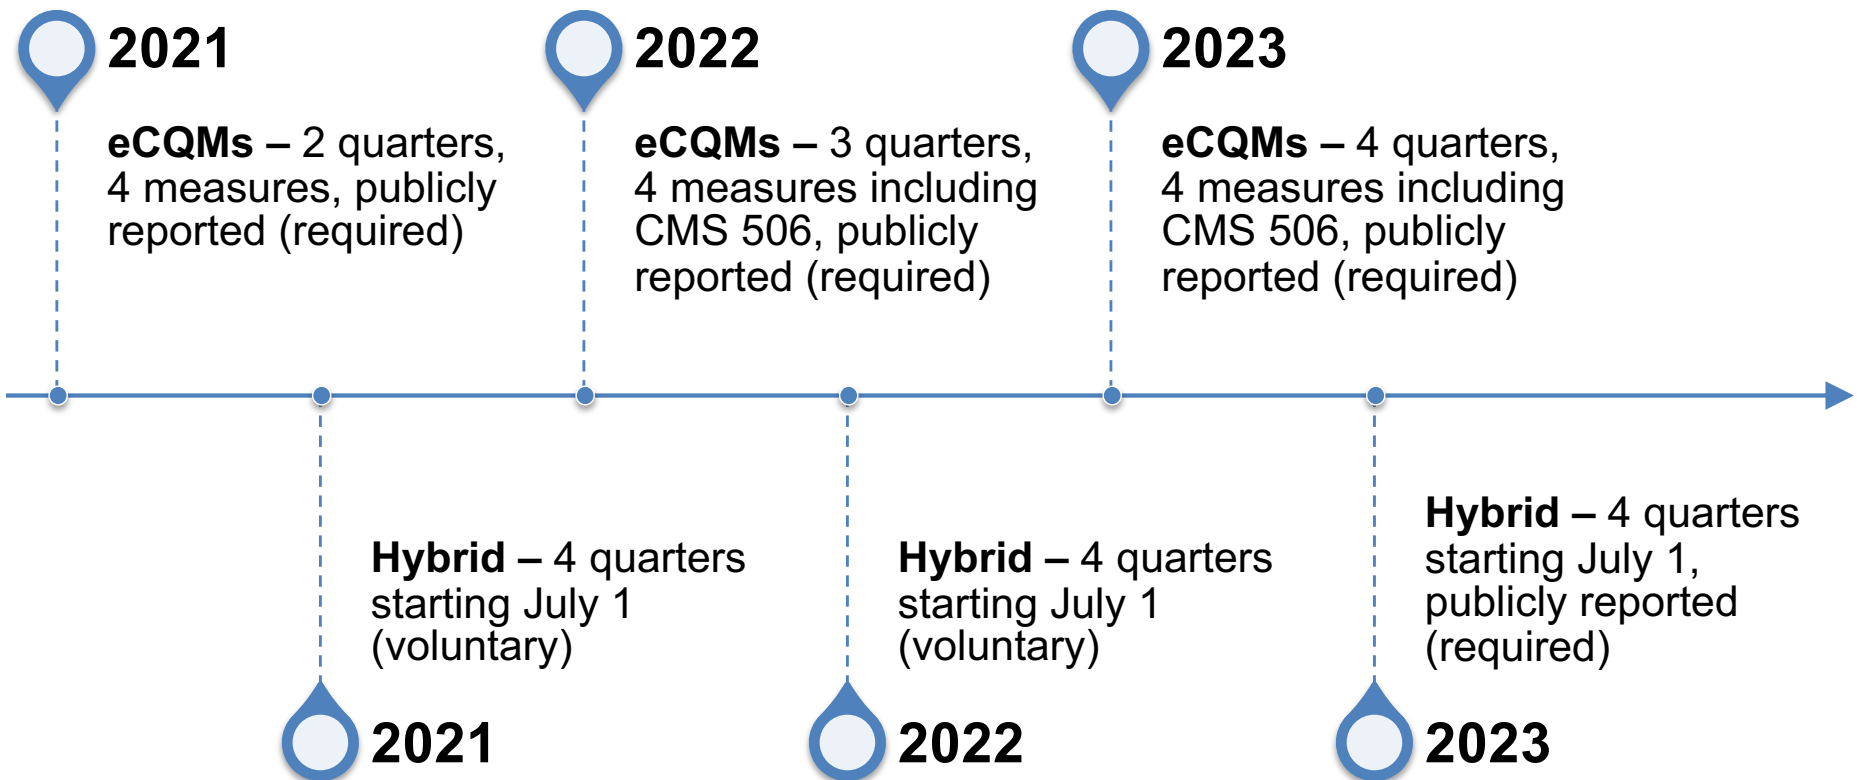 2021
eCQMs – 2 quarters,
4 measures, publicly
reported (required)
2022
eCQMs – 3 quarters,
4 measures including
CMS 506, publicly
reported (required)
2023
eCQMs – 4 quarters,
4 measures including
CMS 506, publicly
reported (required)
Hybrid – 4 quarters
starting July 1
(voluntary)
2021
Hybrid – 4 quarters
starting July 1
(voluntary)
2022
Hybrid – 4 quarters
starting July 1,
publicly reported
(required)
2023